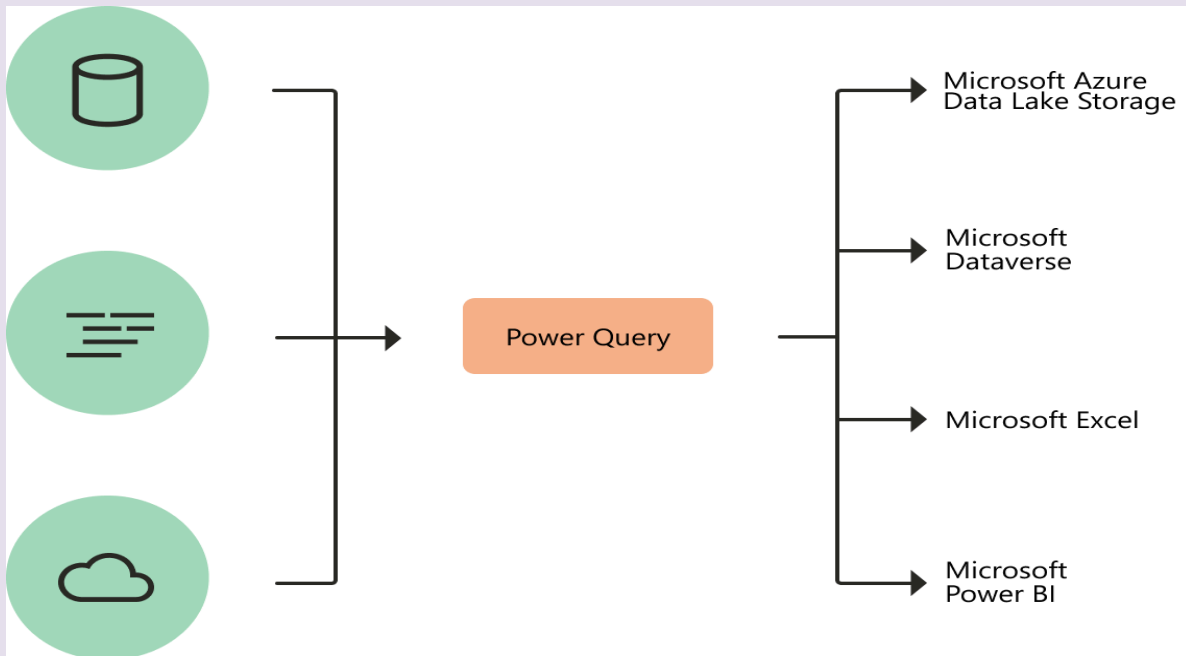 Microsoft Azure
Data Lake Storage
Microsoft
Dataverse
Power Query
Microsoft Excel
Microsoft
Power BI